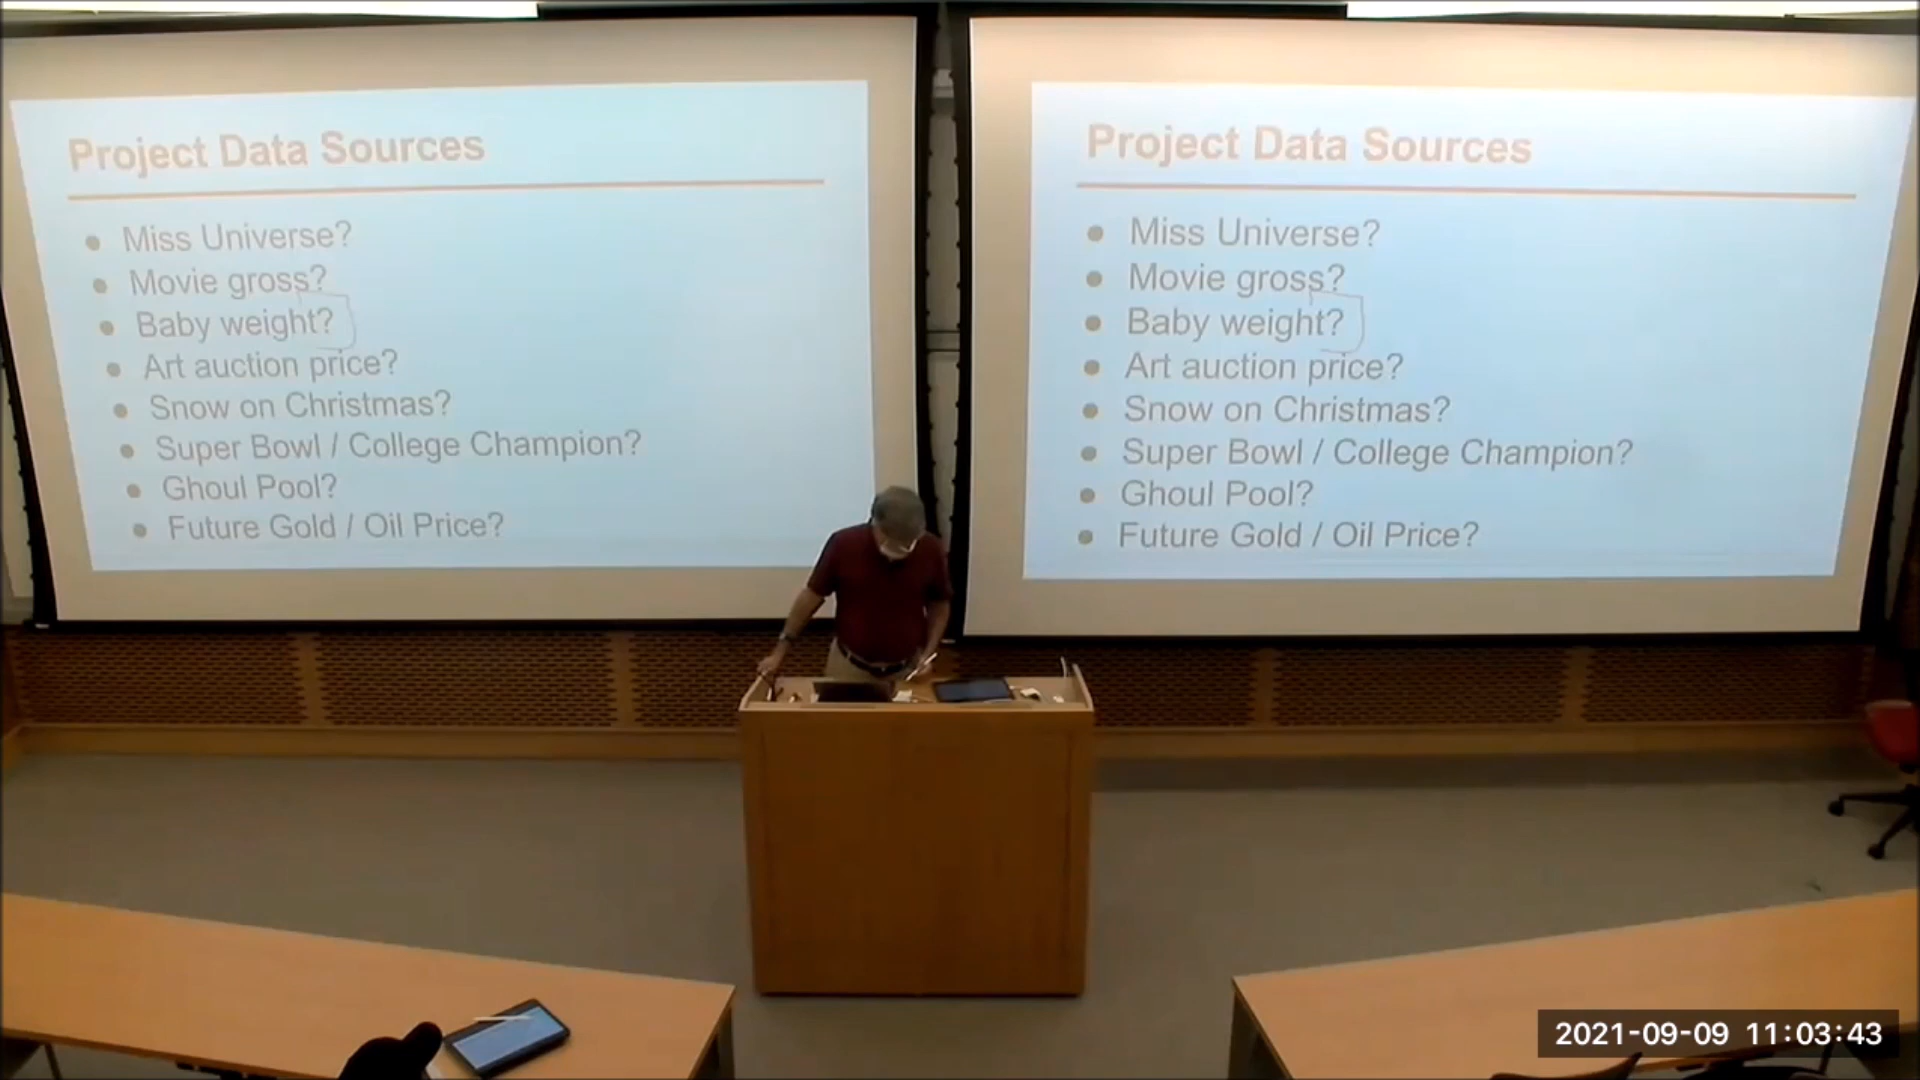 Project Data Sources
Miss Universe?
Movie gross?
Baby weight?
Art auction price?
Snow on Christmas?
Super Bowl / College Champion?
Ghoul Pool?
Future Gold / Oil Price?
Project Data Sources
Miss Universe?
Movie gross?
Baby weight?
Art auction price?
Snow on Christmas?
Super Bowl / College Champion?
Ghoul Pool?
Future Gold / Oil Price?
2021-09-09 11:03:43